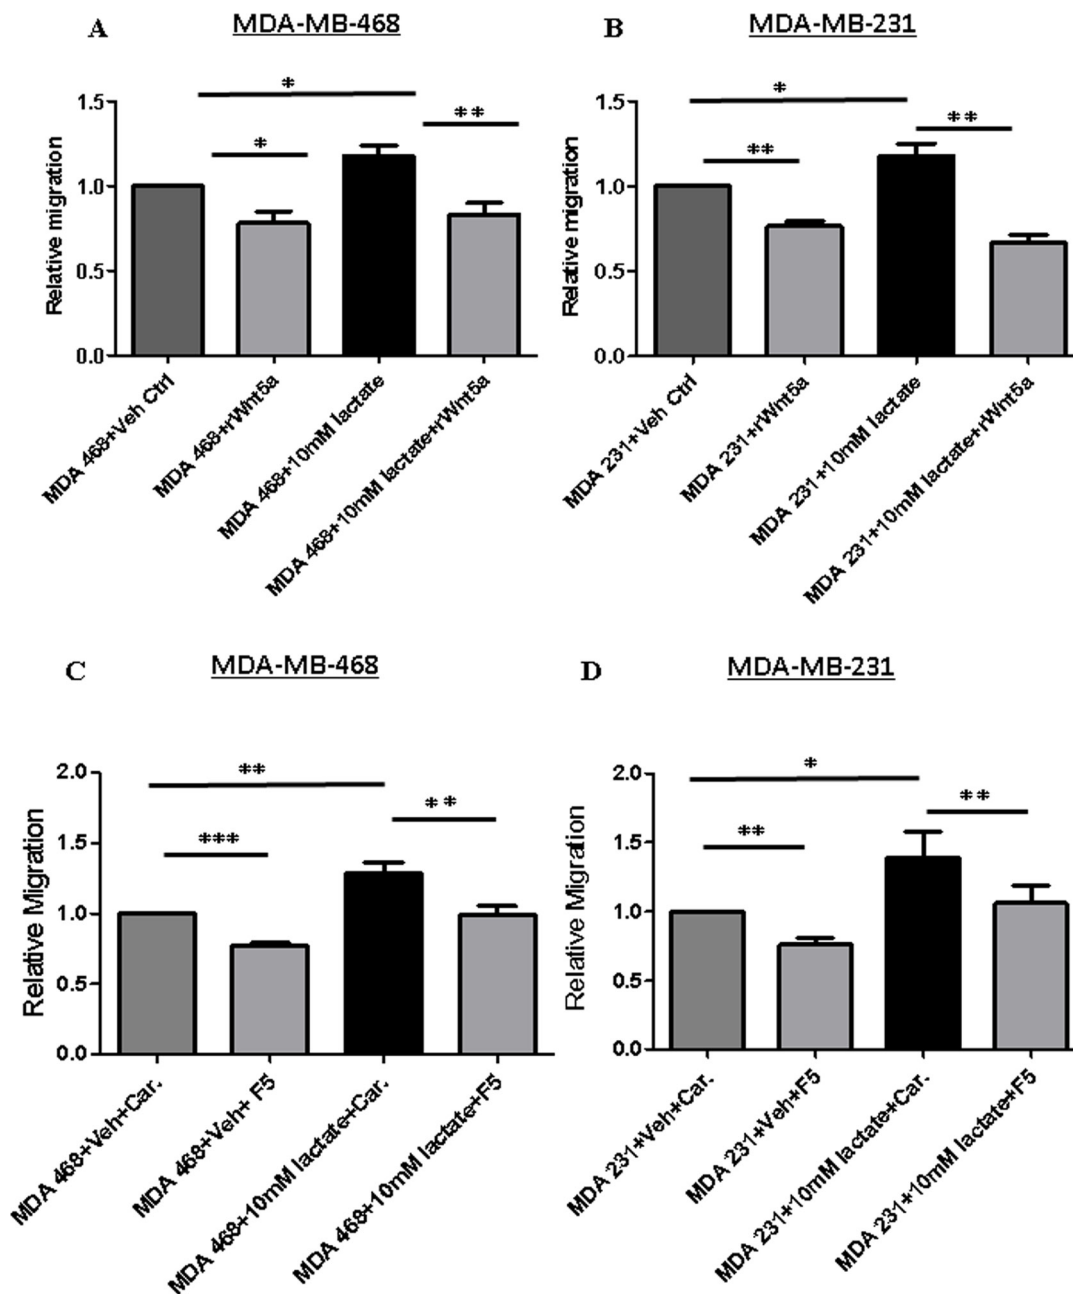 A
MDA-MB-468
*
*
**
1.5
1.0
0.5
0.0
Relative migration
MDA 468+Veh Ctrl
MDA 468+rWnt5a
MDA 468+10mM lactate
MDA 468+10mM lactate+rWnt5a
B
MDA-MB-231
*
**
**
1.5
1.0
0.5
0.0
Relative migration
MDA 231+Veh Ctrl
MDA 231+rWnt5a
MDA 231+10mM lactate
MDA 231+10mM lactate+rWnt5a
C
MDA-MB-468
**
***
**
2.0
1.5
1.0
0.5
0.0
Relative Migration
MDA 468+Veh+Car.
MDA 468+Veh+ F5
MDA 468+10mM lactate+Car.
MDA 468+10mM lactate+F5
D
MDA-MB-231
*
**
**
2.0
1.5
1.0
0.5
0.0
Relative Migration
MDA 231+Veh+Car.
MDA 231+Veh+F5
MDA 231+10mM lactate+Car.
MDA 231+10mM lactate+F5